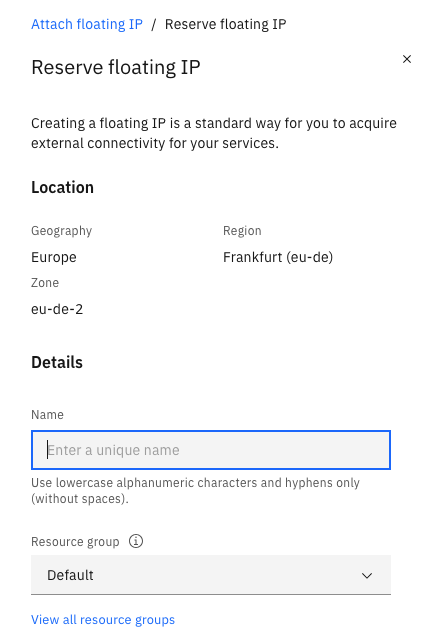 Attach floating IP / Reserve floating IP
Reserve floating IP
Creating a floating IP is a standard way for you to acquire
external connectivity for your services.
Location
Geography
Europe
Region
Frankfurt (eu-de)
Zone
eu-de-2
Details
Name
Enter a unique name
Use lowercase alphanumeric characters and hyphens only
(without spaces).
Resource group
Default
View all resource groups